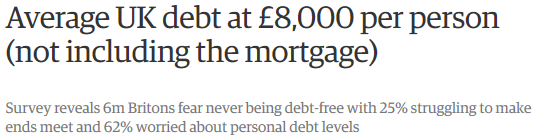 Average UK debt at £8,000 per person
(not including the mortgage)
Survey reveals 6m Britons fear never being debt-free with 25% struggling to make
ends meet and 62% worried about personal debt levels